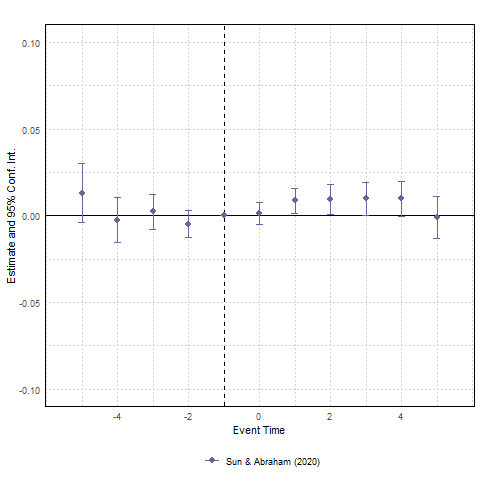 Estimate and 95% Conf. Int.
0.10
0.05
0.00
-0.05
-0.10
-4 -2 0 2 4
Event Time
Sun & Abraham (2020)